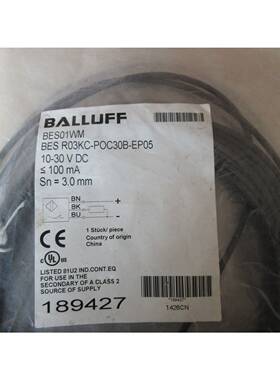 BALLUFF
BES01WM
BES R03KC-POC30B-EP05
10-30 V DC
≤ 100 mA
Sn = 3.0 mm
BN +
BK
BU -
1 Stück/ piece
Country of origin
China
LISTED 81U2 IND.CONT.EQ
FOR USE IN THE
SECONDARY OF A CLASS 2
SOURCE OF SUPPLY
189427
*189427*
1426CN